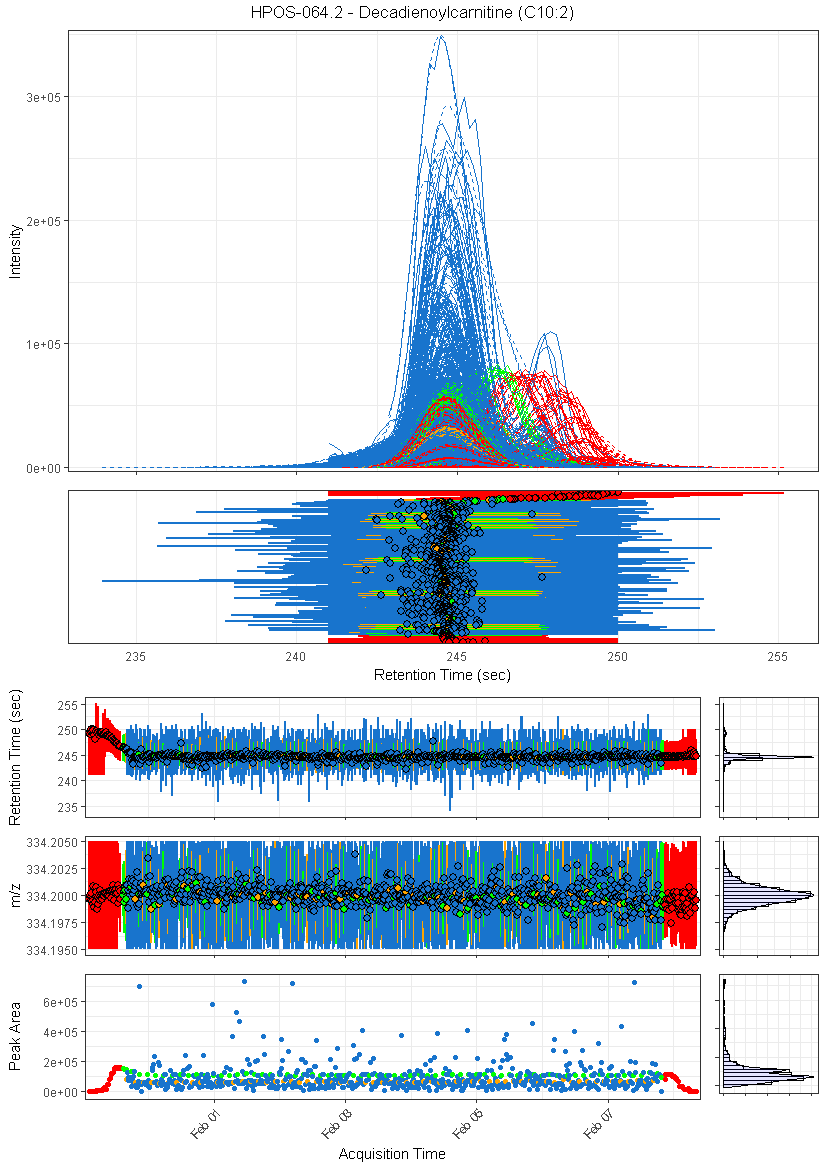 HPOS-064.2 - Decadienoylcarnitine (C10:2)
Intensity
3e+05
2e+05
1e+05
0e+00
235
240
245
250
255
Retention Time (sec)
Retention Time (sec)
255
250
245
240
235
m/z
334.2050
334.2025
334.2000
334.1975
334.1950
Peak Area
6e+05
4e+05
2e+05
0e+00
Feb 01
Feb 03
Feb 05
Feb 07
Acquisition Time